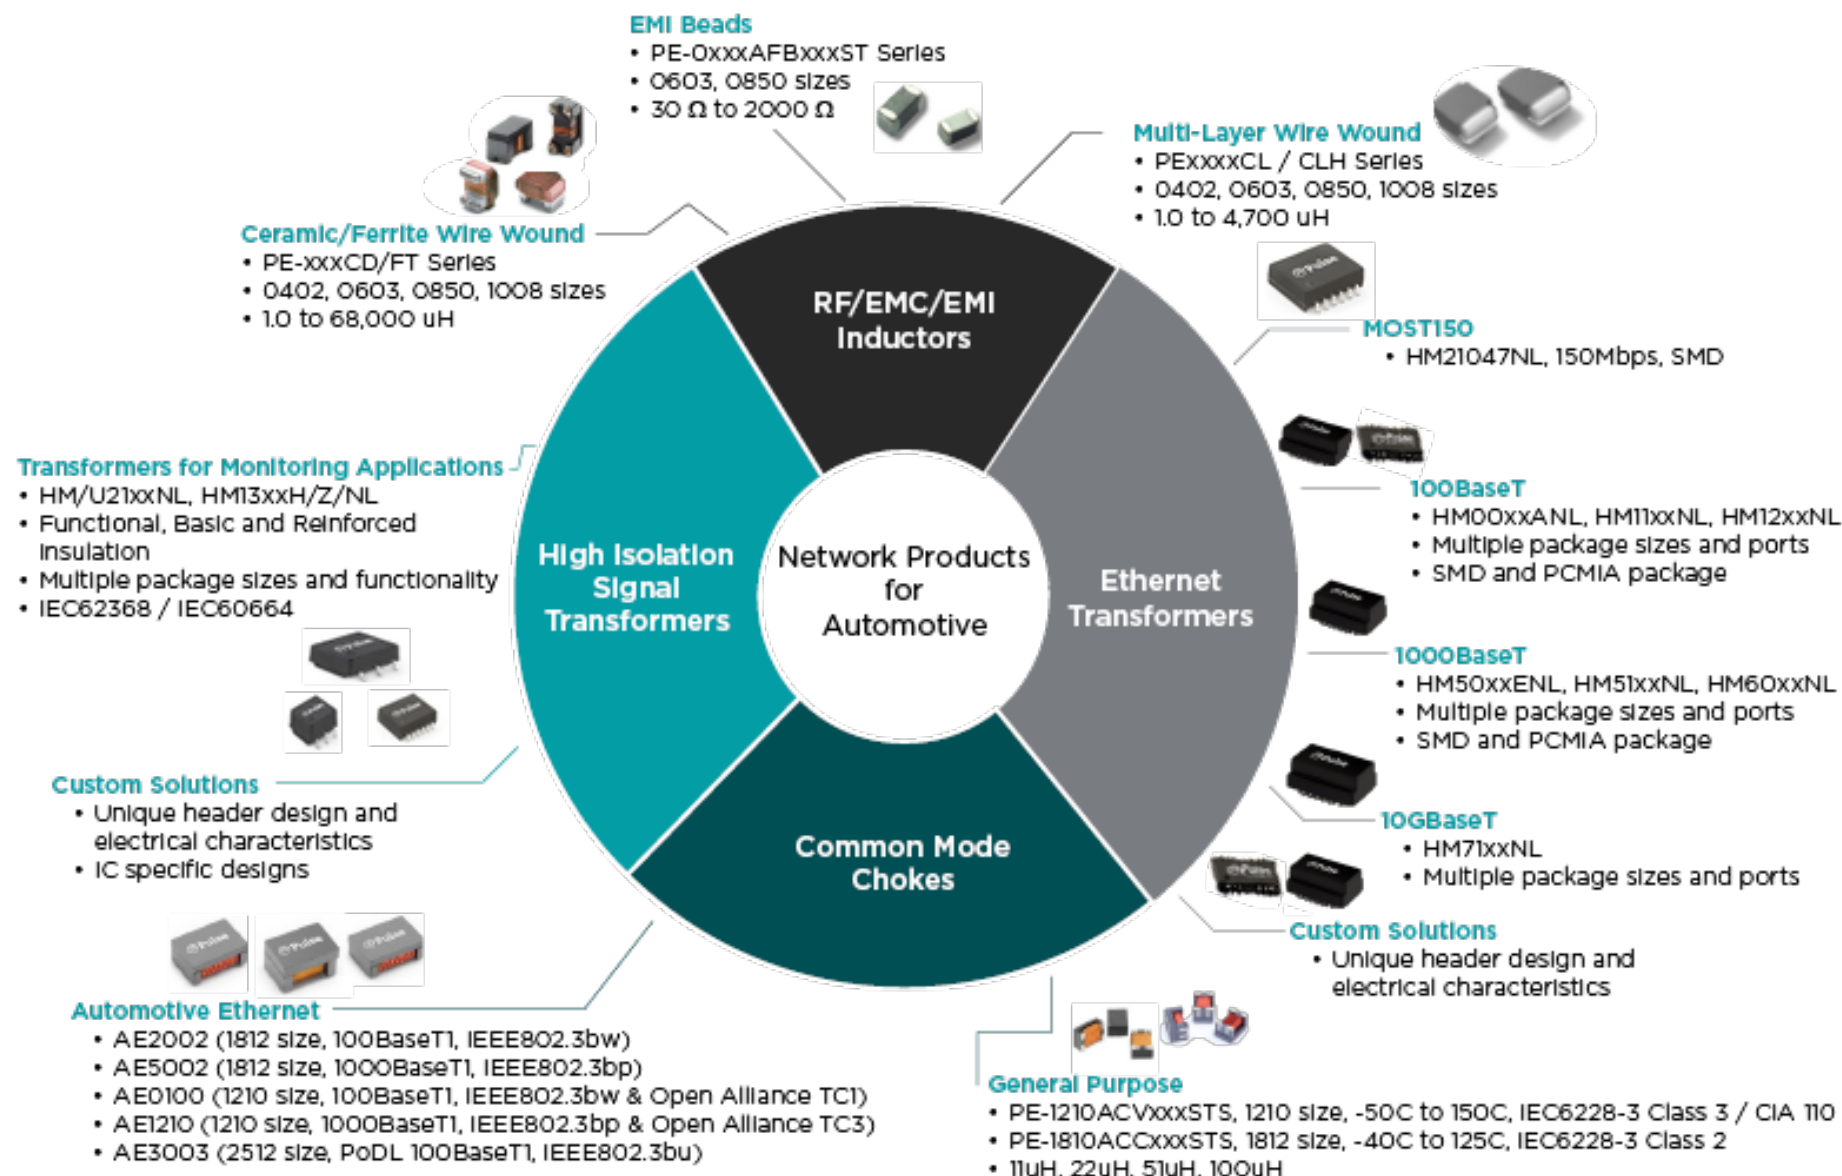 EMI Beads
• PE-0xxxAFBxxxST Series
• 0603, 0850 sizes
• 30 Ω to 2000 Ω
Multi-Layer Wire Wound
• PExxxxCL / CLH Series
• 0402, 0603, 0850, 1008 sizes
• 1.0 to 4,700 uH
Ceramic/Ferrite Wire Wound
• PE-xxxCD/FT Series
• 0402, 0603, 0850, 1008 sizes
• 1.0 to 68,000 uH
RF/EMC/EMI
Inductors
Pulse
MOST150
• HM21047NL, 150Mbps, SMD
Transformers for Monitoring Applications
• HM/U21xxNL, HM13xxH/Z/NL
• Functional, Basic and Reinforced
insulation
• Multiple package sizes and functionality
• IEC62368 / IEC60664
High Isolation
Signal
Transformers
Network Products
for
Automotive
Ethernet
Transformers
100BaseT
• HM00xxANL, HM11xxNL, HM12xxNL
• Multiple package sizes and ports
• SMD and PCMIA package
1000BaseT
• HM50xxENL, HM51xxNL, HM60xxNL
• Multiple package sizes and ports
• SMD and PCMIA package
Custom Solutions
• Unique header design and
electrical characteristics
• IC specific designs
10GBaseT
• HM71xxNL
• Multiple package sizes and ports
Common Mode
Chokes
Custom Solutions
• Unique header design and
electrical characteristics
Pulse
Pulse
Pulse
Automotive Ethernet
• AE2002 (1812 size, 100BaseT1, IEEE802.3bw)
• AE5002 (1812 size, 1000BaseT1, IEEE802.3bp)
• AE0100 (1210 size, 100BaseT1, IEEE802.3bw & Open Alliance TC1)
• AE1210 (1210 size, 1000BaseT1, IEEE802.3bp & Open Alliance TC3)
• AE3003 (2512 size, PoDL 100BaseT1, IEEE802.3bu)
General Purpose
• PE-1210ACVxxxSTS, 1210 size, -50C to 150C, IEC6228-3 Class 3 / CIA 110
• PE-1810ACCxxxSTS, 1812 size, -40C to 125C, IEC6228-3 Class 2
• 11uH, 22uH, 51uH, 100uH